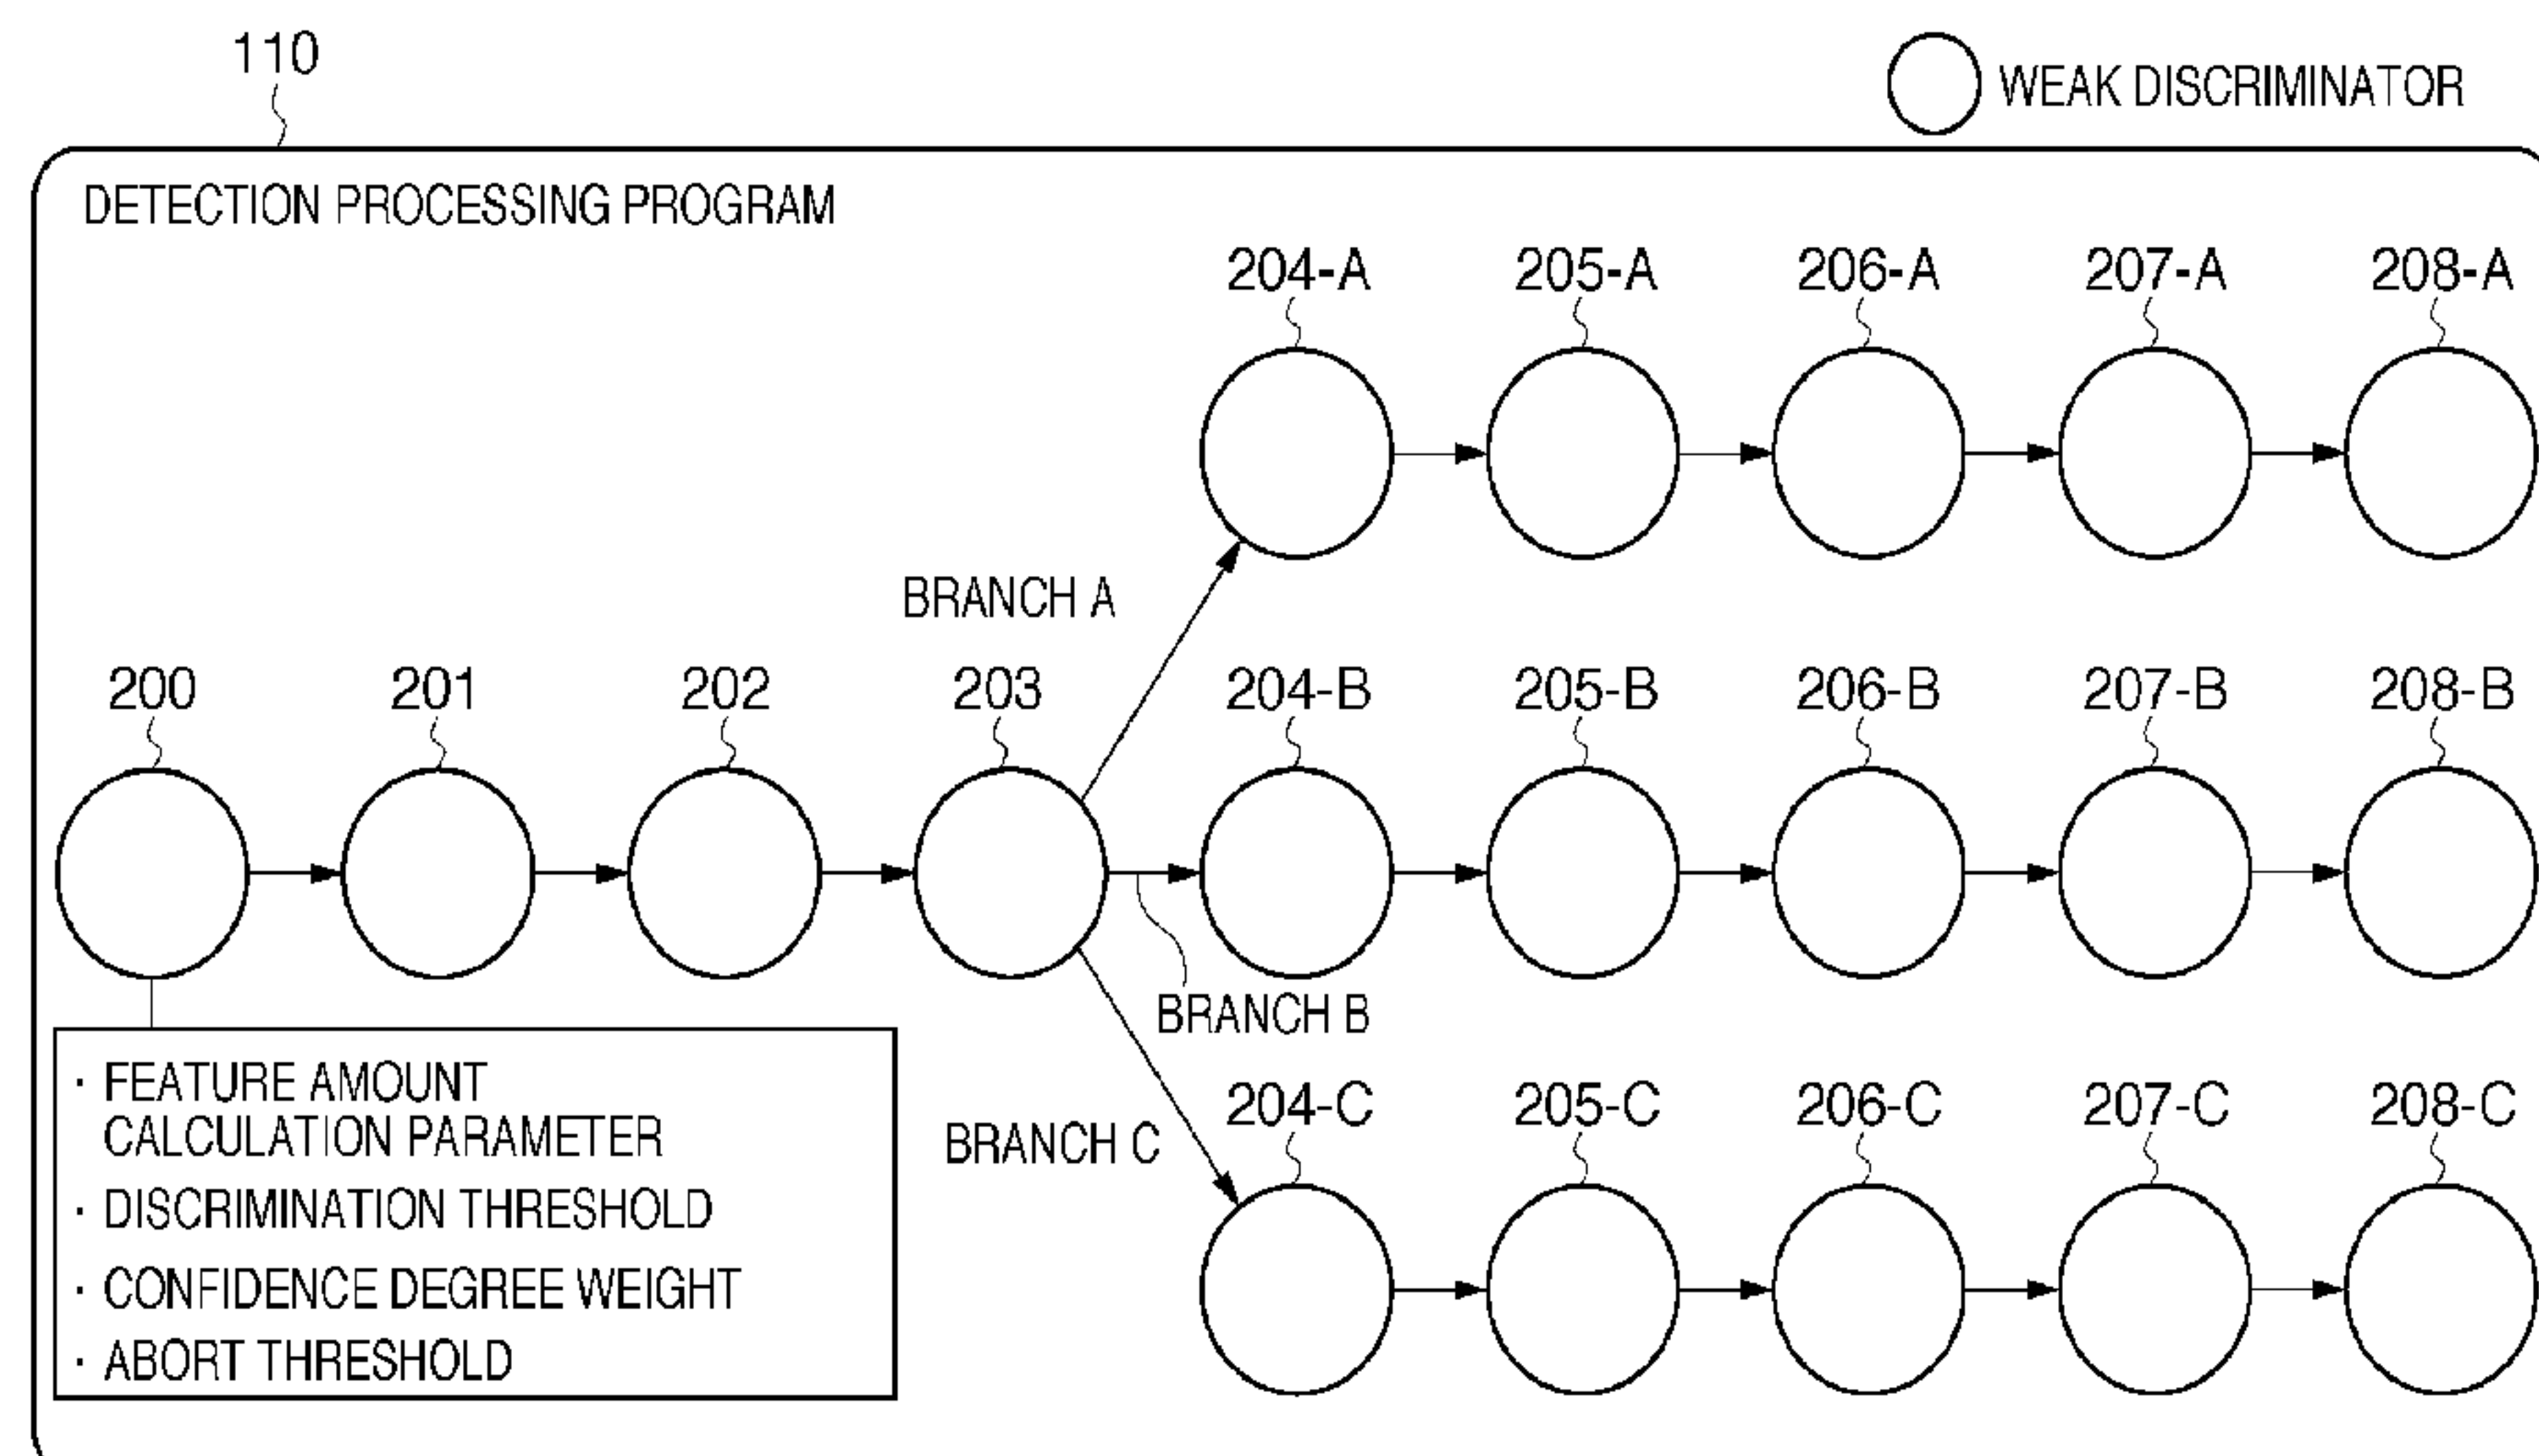 110
WEAK DISCRIMINATOR
DETECTION PROCESSING PROGRAM
204-A 205-A 206-A 207-A 208-A
BRANCH A
200 201 202 203 204-B 205-B 206-B 207-B 208-B
BRANCH B
· FEATURE AMOUNT
CALCULATION PARAMETER
· DISCRIMINATION THRESHOLD
· CONFIDENCE DEGREE WEIGHT
· ABORT THRESHOLD
BRANCH C
204-C 205-C 206-C 207-C 208-C